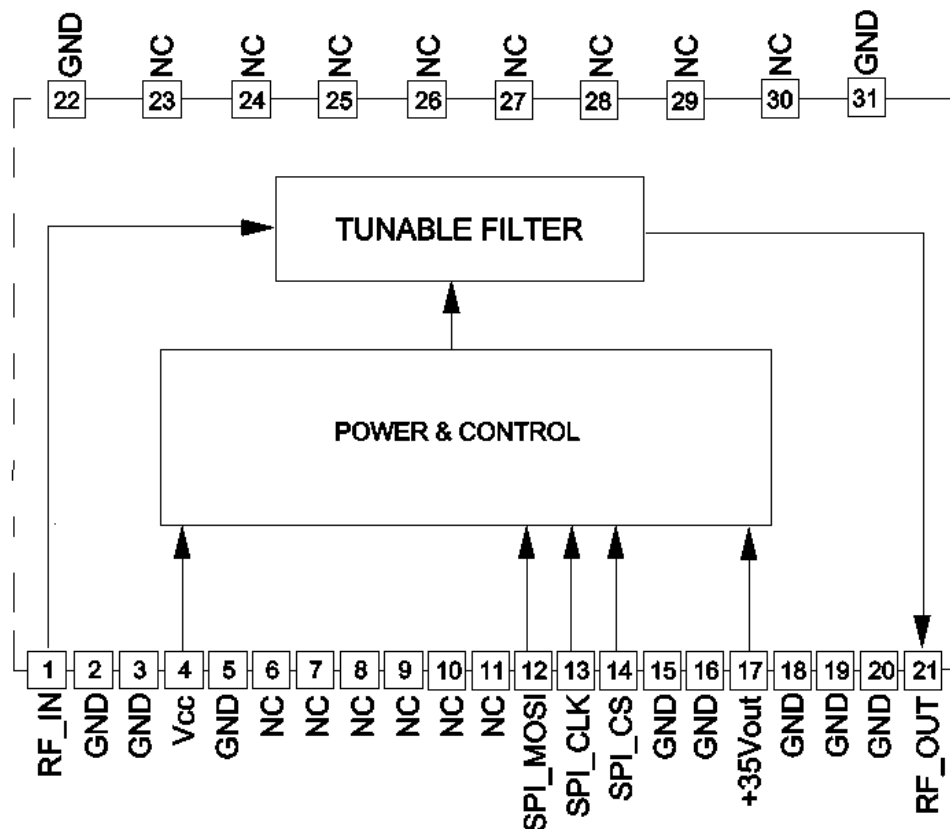 GND NC NC NC NC NC NC NC NC GND
22 23 24 25 26 27 28 29 30 31
TUNABLE FILTER
POWER & CONTROL
1 2 3 4 5 6 7 8 9 10 11 12 13 14 15 16 17 18 19 20 21
RF_IN GND GND Vcc GND NC NC NC NC NC NC SPI_MOSI SPI_CLK SPI_CS GND GND +35Vout GND GND GND RF_OUT